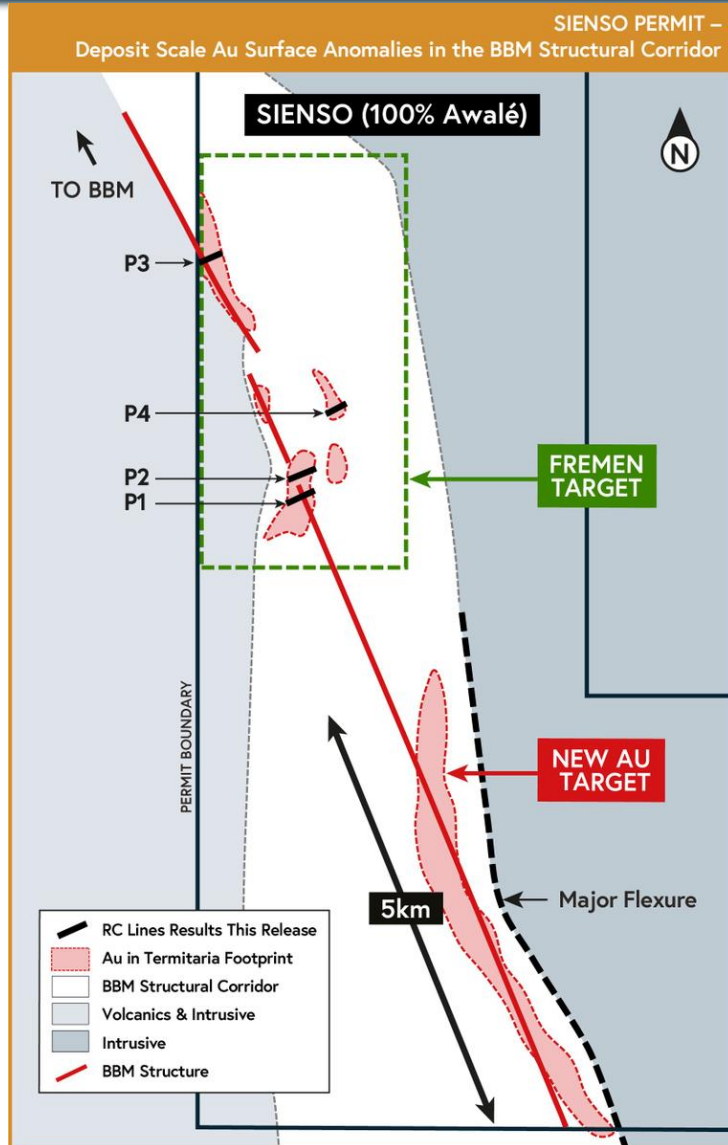 SIENSO PERMIT –
Deposit Scale Au Surface Anomalies in the BBM Structural Corridor
SIENSO (100% Awalé)
N
TO BBM
P3
P4
P2
P1
FREMEN
TARGET
PERMIT BOUNDARY
NEW AU
TARGET
5km
Major Flexure
RC Lines Results This Release
Au in Termitaria Footprint
BBM Structural Corridor
Volcanics & Intrusive
Intrusive
BBM Structure